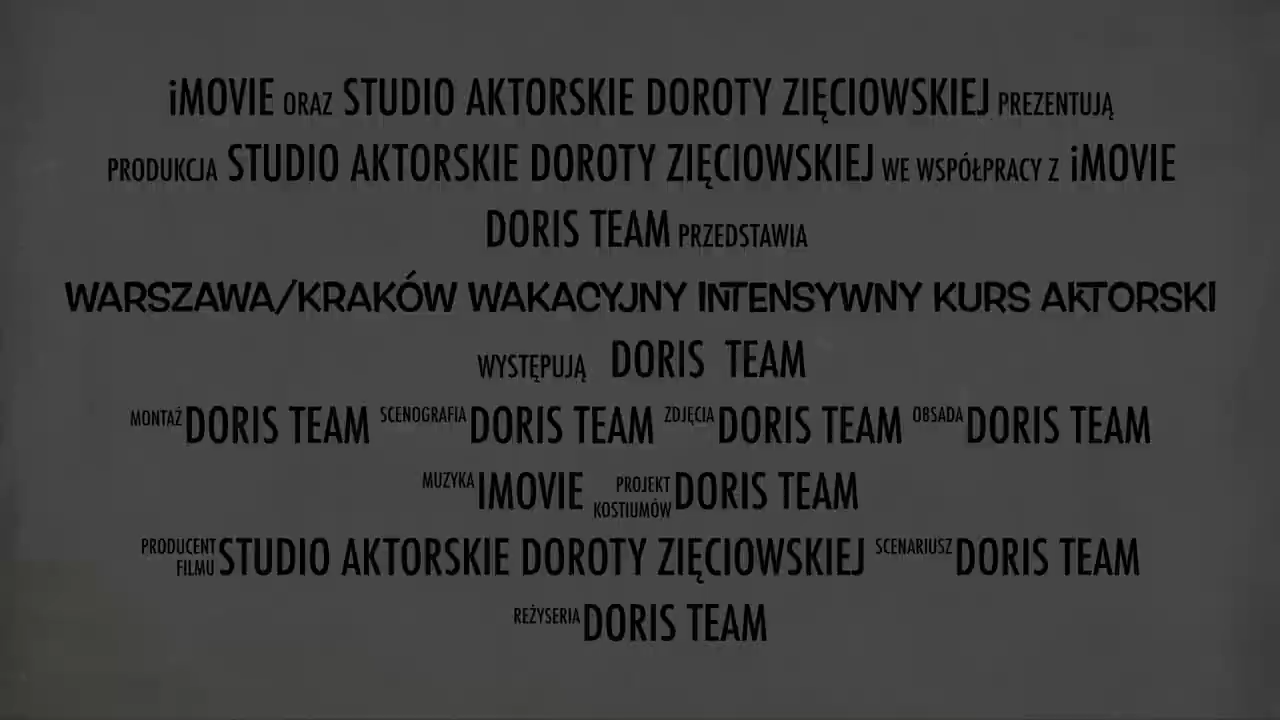 iMOVIE ORAZ STUDIO AKTORSKIE DOROTY ZIĘCIOWSKIEJ PREZENTUJĄ
PRODUKCJA STUDIO AKTORSKIE DOROTY ZIĘCIOWSKIEJ WE WSPÓŁPRACY Z iMOVIE
DORIS TEAM PRZEDSTAWIA
WARSZAWA/KRAKÓW WAKACYJNY INTENSYWNY KURS AKTORSKI
WYSTĘPUJĄ DORIS TEAM
MONTAŻ DORIS TEAM SCENOGRAFIA DORIS TEAM ZDJĘCIA DORIS TEAM OBSADA DORIS TEAM
MUZYKA IMOVIE PROJEKT KOSTIUMÓW DORIS TEAM
PRODUCENT FILMU STUDIO AKTORSKIE DOROTY ZIĘCIOWSKIEJ SCENARIUSZ DORIS TEAM
REŻYSERIA DORIS TEAM